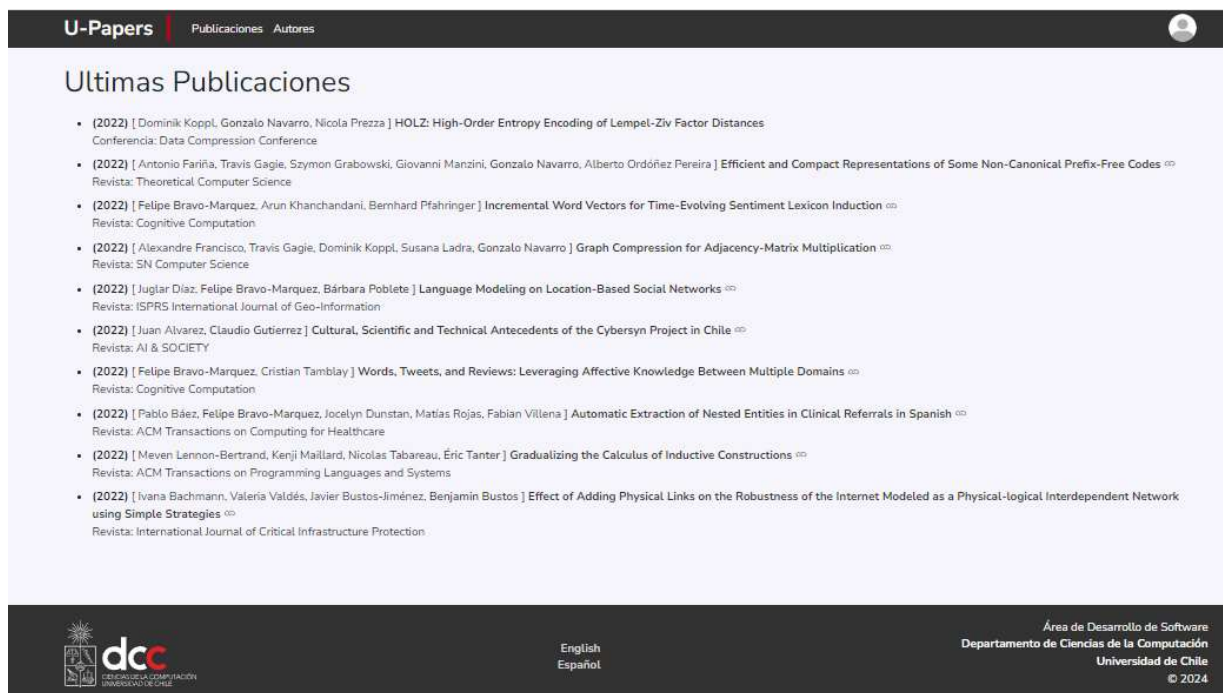 U-Papers
Publicaciones Autores
Ultimas Publicaciones
• (2022) [ Dominik Koppl, Gonzalo Navarro, Nicola Prezza ] HOLZ: High-Order Entropy Encoding of Lempel-Ziv Factor Distances
Conferencia: Data Compression Conference
• (2022) [ Antonio Fariña, Travis Gagie, Szymon Grabowski, Giovanni Manzini, Gonzalo Navarro, Alberto Ordóñez Pereira ] Efficient and Compact Representations of Some Non-Canonical Prefix-Free Codes
Revista: Theoretical Computer Science
• (2022) [ Felipe Bravo-Marquez, Arun Khanchandani, Bernhard Pfahringer ] Incremental Word Vectors for Time-Evolving Sentiment Lexicon Induction
Revista: Cognitive Computation
• (2022) [ Alexandre Francisco, Travis Gagie, Dominik Koppl, Susana Ladra, Gonzalo Navarro ] Graph Compression for Adjacency-Matrix Multiplication
Revista: SN Computer Science
• (2022) [ Juglar Díaz, Felipe Bravo-Marquez, Bárbara Poblete ] Language Modeling on Location-Based Social Networks
Revista: ISPRS International Journal of Geo-Information
• (2022) [ Juan Alvarez, Claudio Gutierrez ] Cultural, Scientific and Technical Antecedents of the Cybersyn Project in Chile
Revista: AI & SOCIETY
• (2022) [ Felipe Bravo-Marquez, Cristian Tamblay ] Words, Tweets, and Reviews: Leveraging Affective Knowledge Between Multiple Domains
Revista: Cognitive Computation
• (2022) [ Pablo Báez, Felipe Bravo-Marquez, Jocelyn Dunstan, Matías Rojas, Fabian Villena ] Automatic Extraction of Nested Entities in Clinical Referrals in Spanish
Revista: ACM Transactions on Computing for Healthcare
• (2022) [ Meven Lennon-Bertrand, Kenji Maillard, Nicolas Tabareau, Éric Tanter ] Gradualizing the Calculus of Inductive Constructions
Revista: ACM Transactions on Programming Languages and Systems
• (2022) [ Ivana Bachmann, Valeria Valdés, Javier Bustos-Jiménez, Benjamin Bustos ] Effect of Adding Physical Links on the Robustness of the Internet Modeled as a Physical-logical Interdependent Network
using Simple Strategies
Revista: International Journal of Critical Infrastructure Protection
dcc
CIENCIAS DE LA COMPUTACIÓN
UNIVERSIDAD DE CHILE
English
Español
Área de Desarrollo de Software
Departamento de Ciencias de la Computación
Universidad de Chile
© 2024